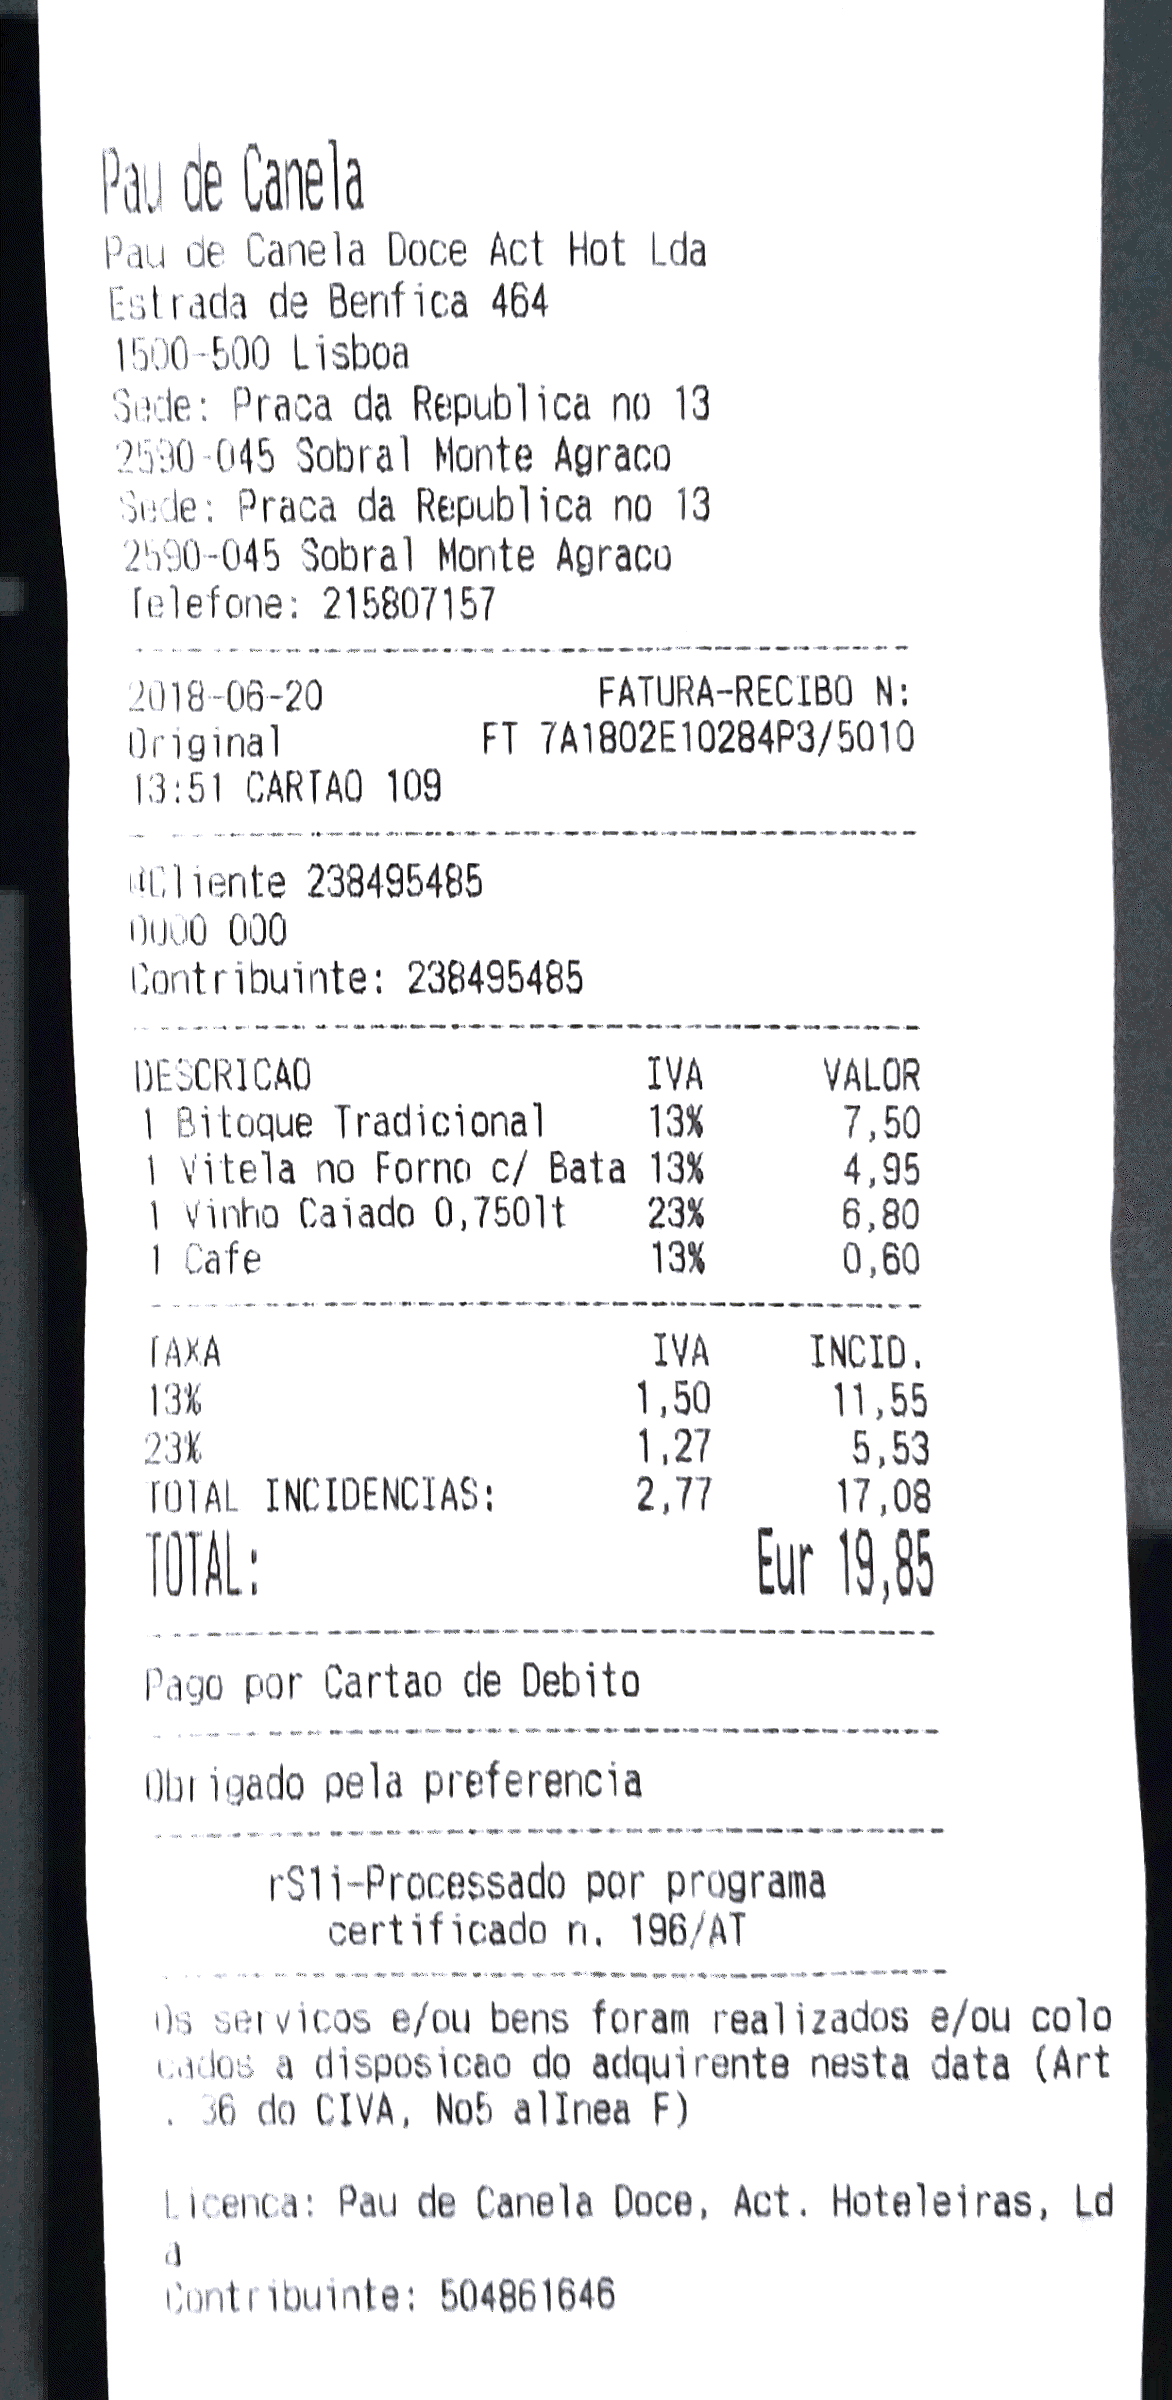 Pau de Canela
Pau de Canela Doce Act Hot Lda
Estrada de Benfica 464
1500-500 Lisboa
Sede: Praca da Republica no 13
2590-045 Sobral Monte Agraco
Sede: Praca da Republica no 13
2590-045 Sobral Monte Agraco
Telefone: 215807157
2018-06-20 FATURA-RECIBO N:
Original FT 7A1802E10284P3/5010
13:51 CARTAO 109
#Cliente 238495485
0000 000
Contribuinte: 238495485
DESCRICAO IVA VALOR
1 Bitoque Tradicional 13% 7,50
1 Vitela no Forno c/ Bata 13% 4,95
1 Vinho Caiado 0,750lt 23% 6,80
1 Cafe 13% 0,60
TAXA IVA INCID.
13% 1,50 11,55
23% 1,27 5,53
TOTAL INCIDENCIAS: 2,77 17,08
TOTAL: Eur 19,85
Pago por Cartao de Debito
Obrigado pela preferencia
rS1i-Processado por programa
certificado n. 196/AT
Os servicos e/ou bens foram realizados e/ou colo
cados a disposicao do adquirente nesta data (Art
. 36 do CIVA, No5 alInea F)
Licenca: Pau de Canela Doce, Act. Hoteleiras, Ld
a
Contribuinte: 504861646